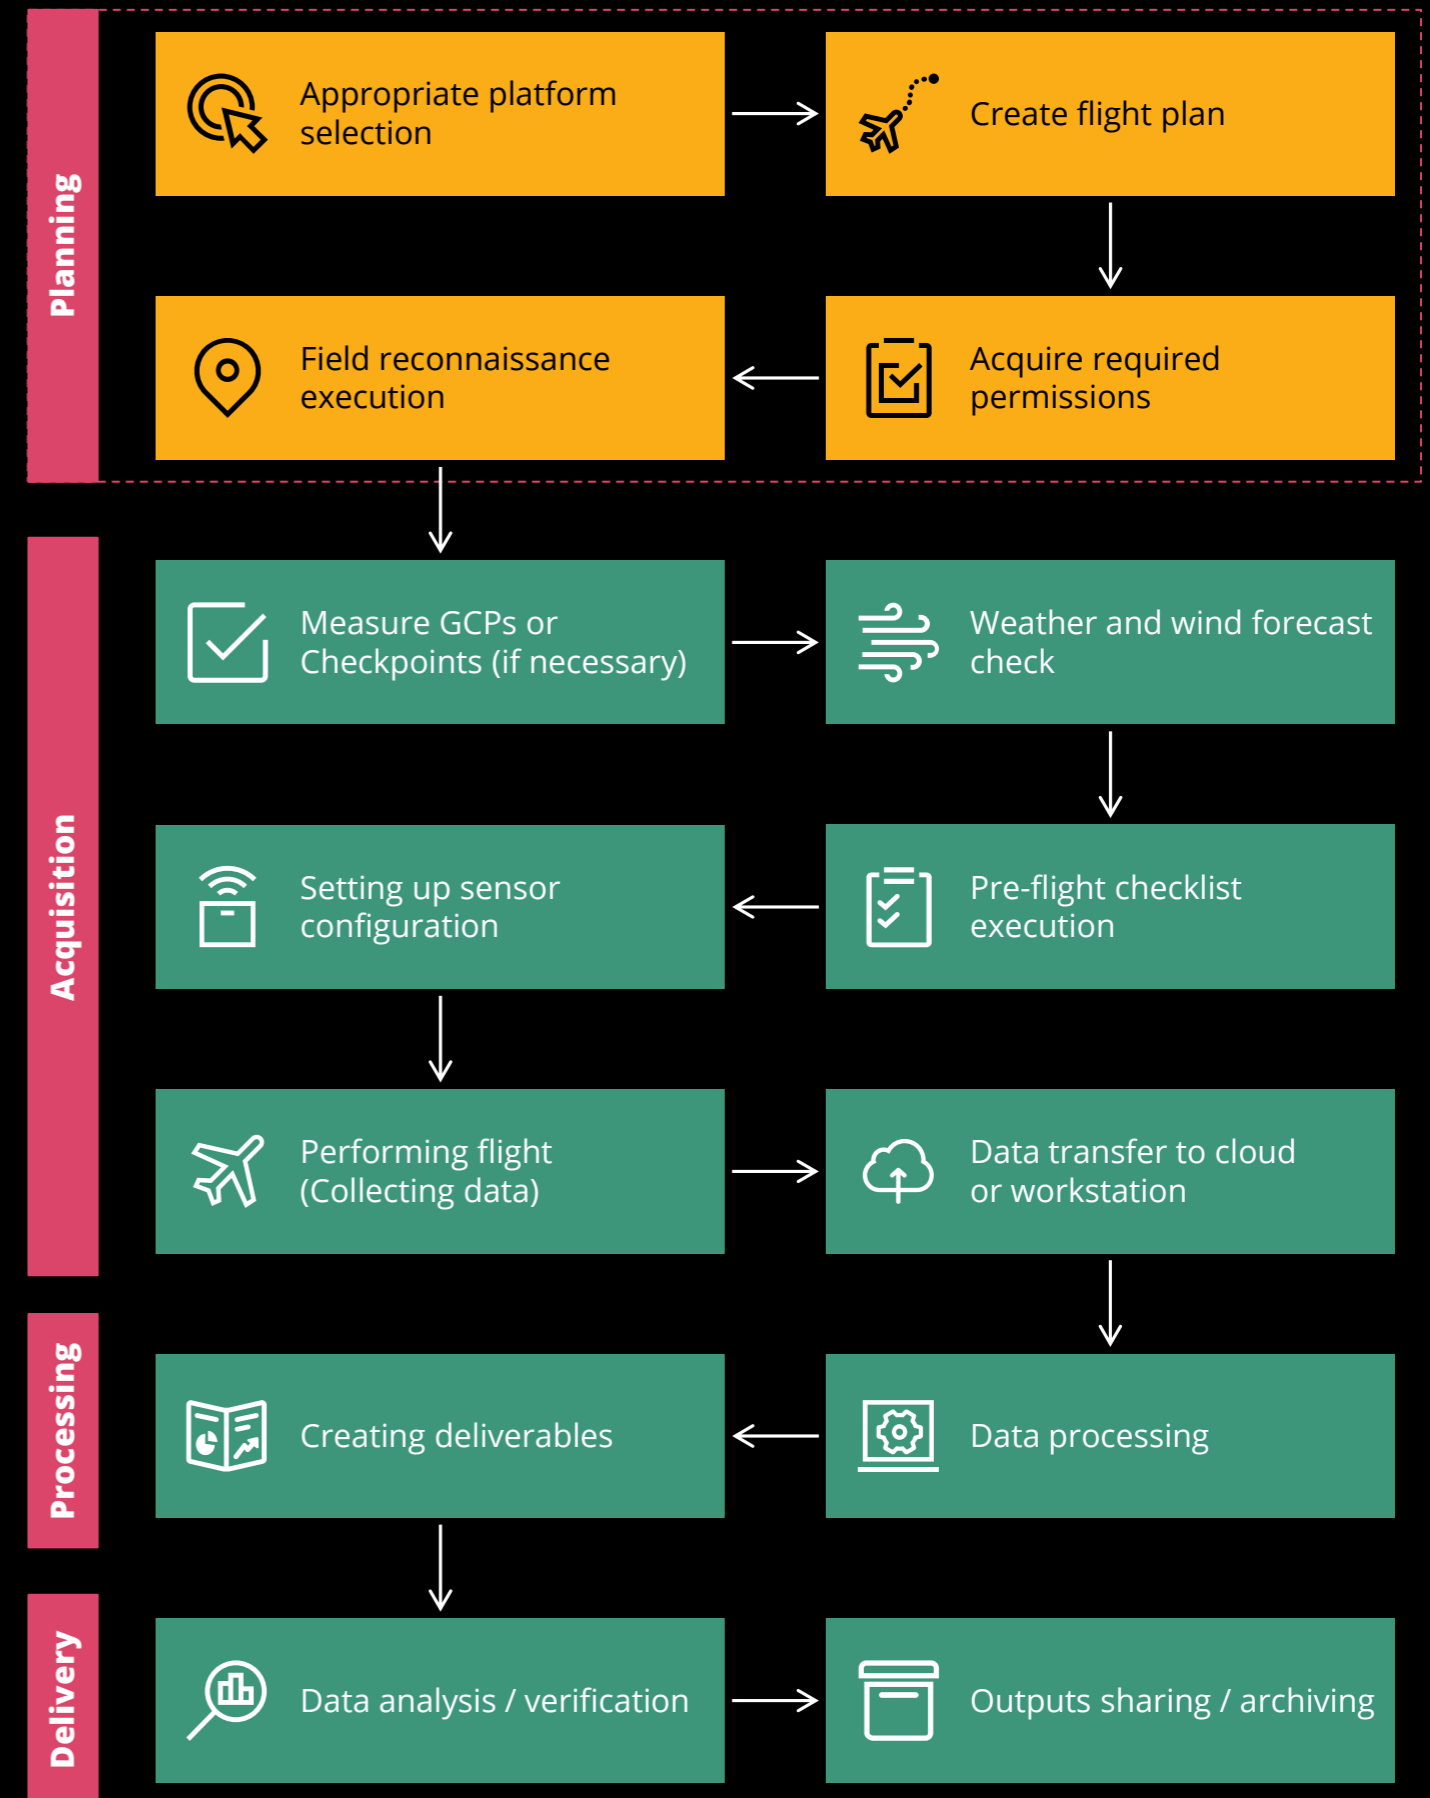 Planning
Appropriate platform
selection
Create flight plan
Field reconnaissance
execution
Acquire required
permissions
Acquisition
Measure GCPs or
Checkpoints (if necessary)
Weather and wind forecast
check
Setting up sensor
configuration
Pre-flight checklist
execution
Performing flight
(Collecting data)
Data transfer to cloud
or workstation
Processing
Creating deliverables
Data processing
Delivery
Data analysis / verification
Outputs sharing / archiving